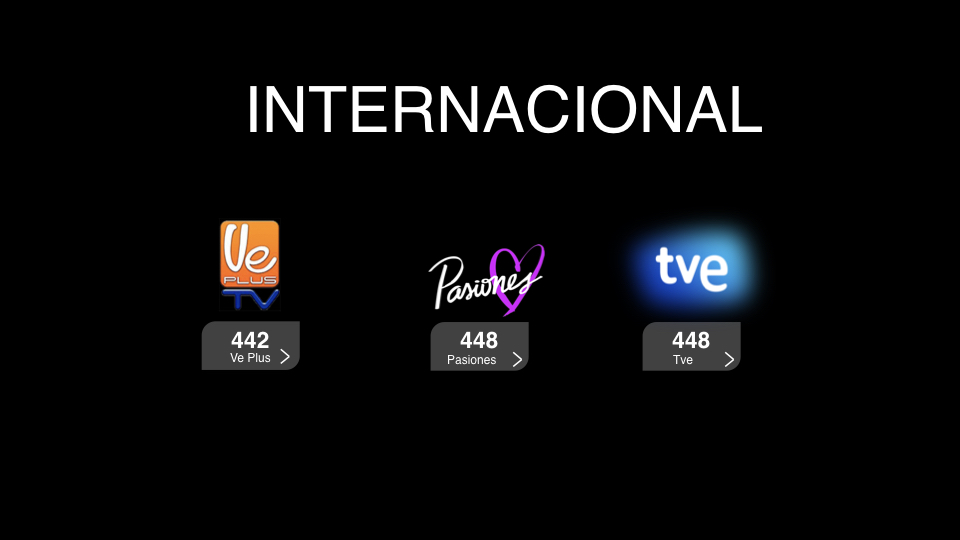 INTERNACIONAL
Ve
PLUS
TV
Pasiones
tve
442
Ve Plus
448
Pasiones
448
Tve